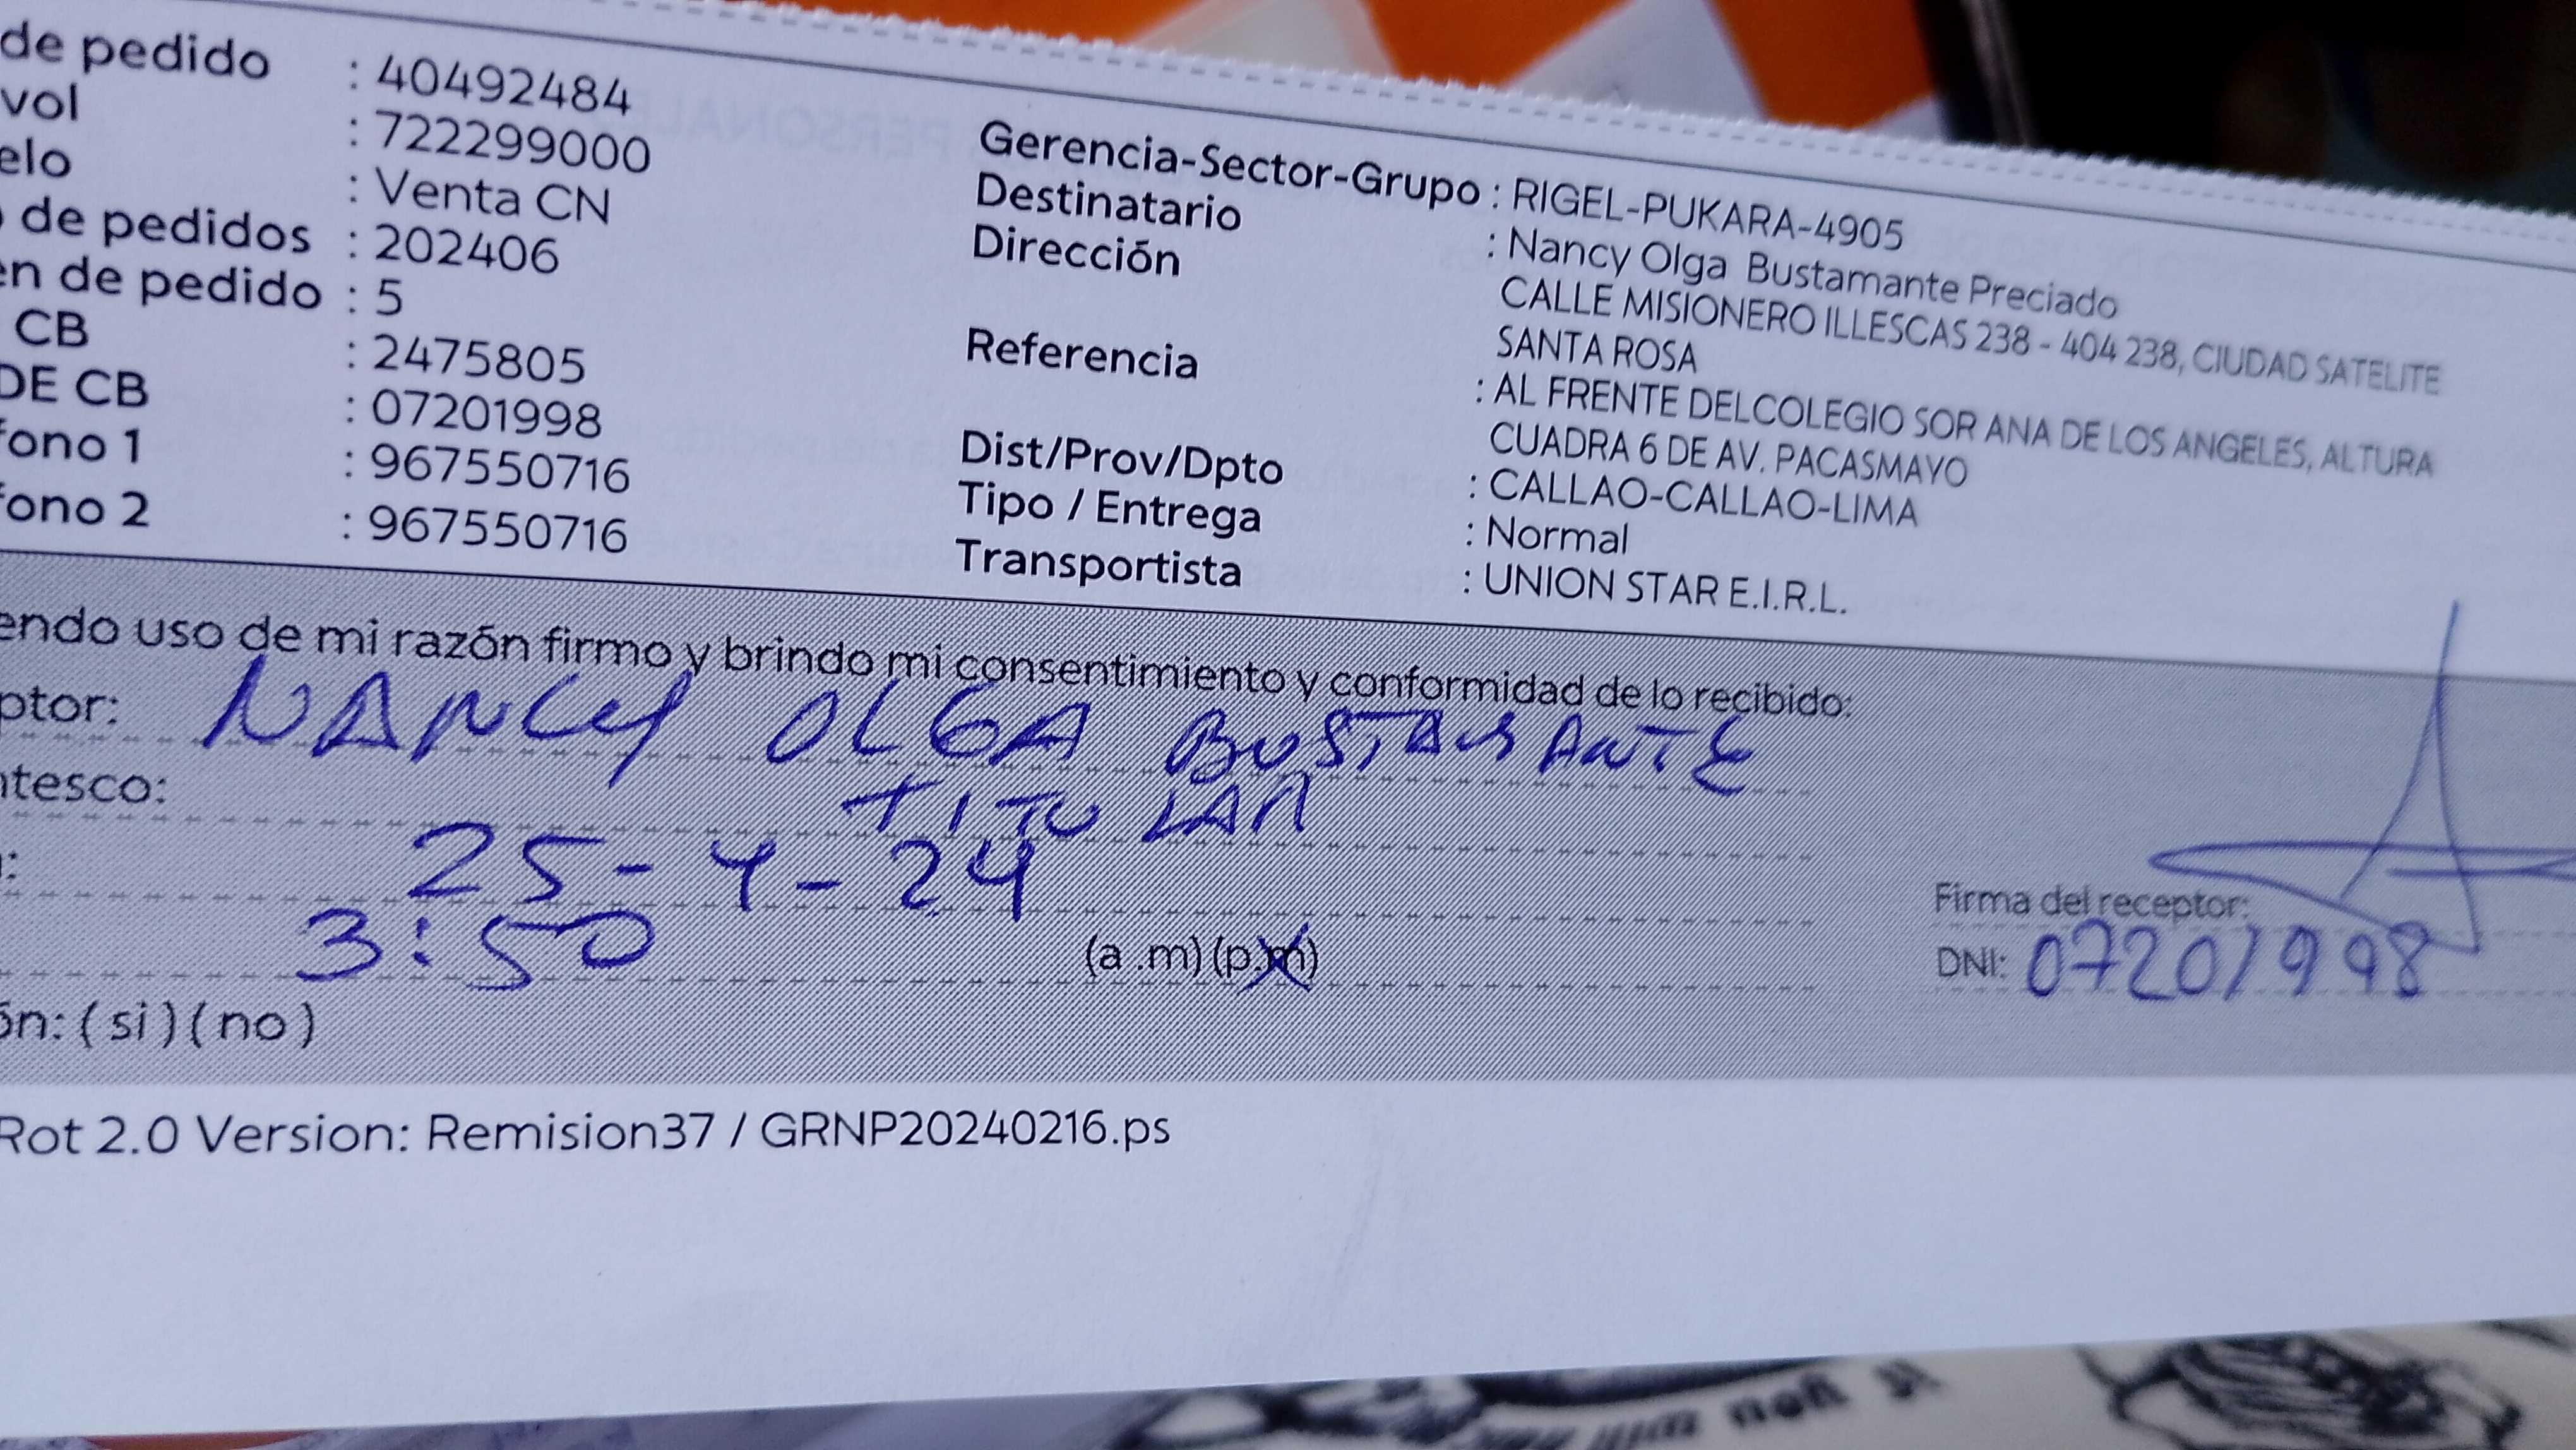 de pedido : 40492484
vol : 722299000
elo : Venta CN
de pedidos : 202406
en de pedido : 5
CB : 2475805
DE CB : 07201998
fono 1 : 967550716
fono 2 : 967550716
Gerencia-Sector-Grupo : RIGEL-PUKARA-4905
Destinatario : Nancy Olga Bustamante Preciado
Dirección CALLE MISIONERO ILLESCAS 238 - 404 238, CIUDAD SATELITE
SANTA ROSA
Referencia : AL FRENTE DELCOLEGIO SOR ANA DE LOS ANGELES, ALTURA
CUADRA 6 DE AV. PACASMAYO
Dist/Prov/Dpto : CALLAO-CALLAO-LIMA
Tipo / Entrega : Normal
Transportista : UNION STAR E.I.R.L.
endo uso de mi razón firmo y brindo mi consentimiento y conformidad de lo recibido:
ptor: NANCY OLGA BUSTAMANTE
ntesco: TITULAR
: 25-4-24
3:50 (a .m) (p.m)
Firma del receptor:
DNI: 07201998
ón: ( si ) ( no )
Rot 2.0 Version: Remision37 / GRNP20240216.ps